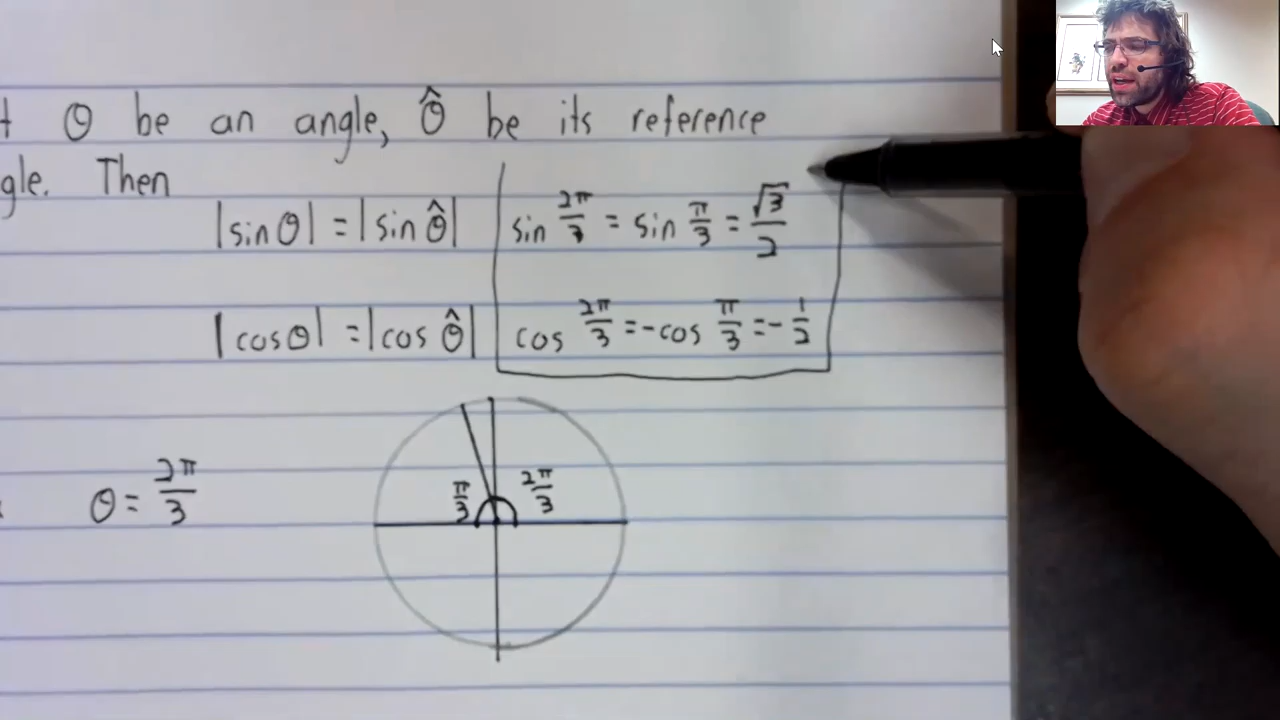 t θ be an angle, θ̂ be its reference
gle. Then
|sin θ| = |sin θ̂|
sin 2π/3 = sin π/3 = √3/2
|cos θ| = |cos θ̂|
cos 2π/3 = -cos π/3 = - 1/2
θ = 2π/3
π/3
2π/3